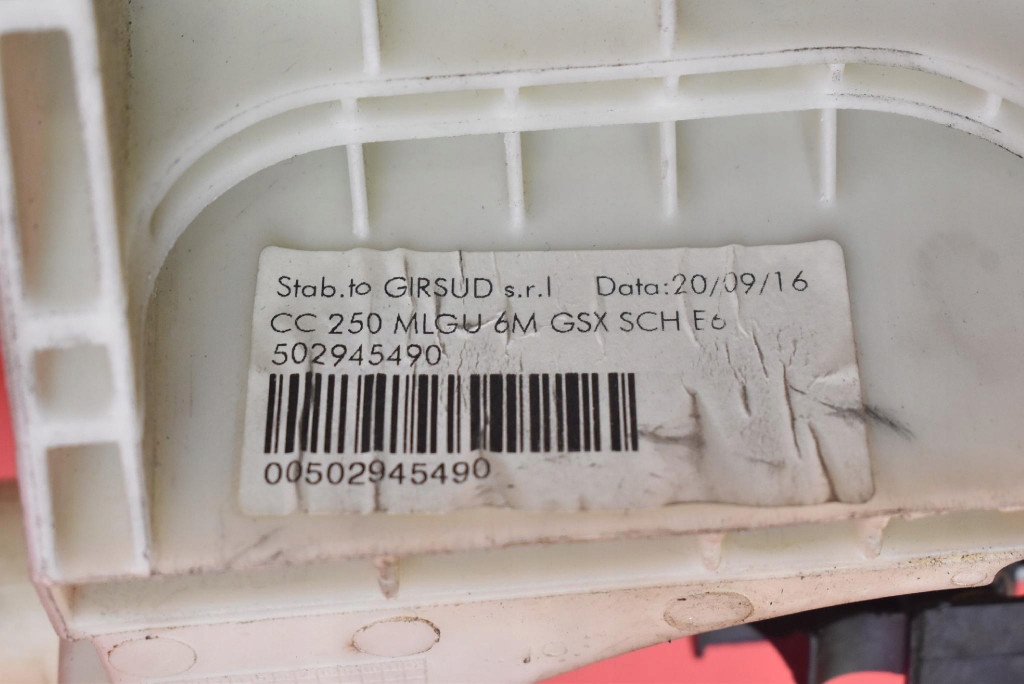 Stab.to GIRSUD s.r.l Data:20/09/16
CC 250 MLGU 6M GSX SCH E6
502945490
00502945490